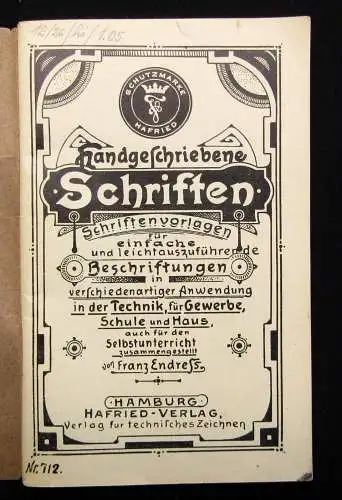 SCHUTZMARKE
HAFRIED
Handgeſchriebene
Schriften
Schriftenvorlagen
für
einfache
und leichtauszuführende
Beſchriftungen
in
verſchiedenartiger Anwendung
in der Technik, für Gewerbe,
Schule und Haus,
auch für den
Selbstunterricht
zusammengestellt
von Franz Endreſs.
HAMBURG
HAFRIED-VERLAG,
Verlag für techniſches Zeichnen
Nr. 712.